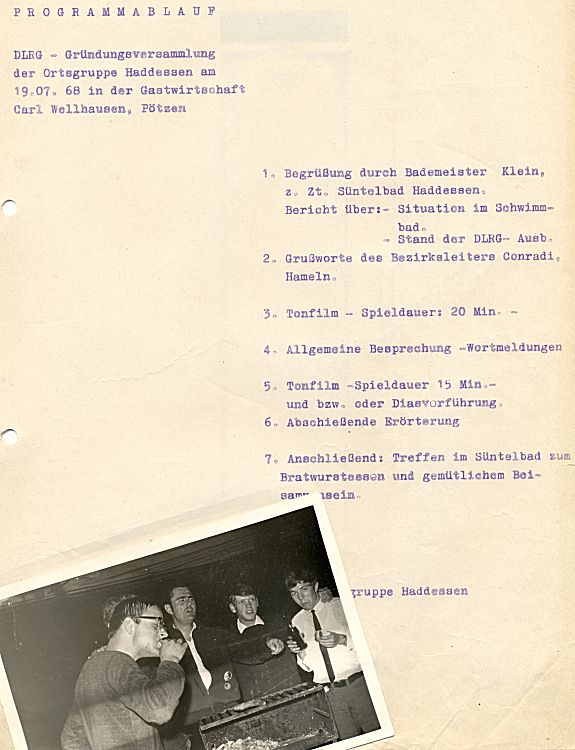 PROGRAMMABLAUF
DLRG - Gründungsversammlung
der Ortsgruppe Haddessen am
19.07. 68 in der Gastwirtschaft
Carl Wellhausen, Pötzen
1. Begrüßung durch Bademeister Klein,
z. Zt. Süntelbad Haddessen.
Bericht über:- Situation im Schwimm-
bad.
- Stand der DLRG- Ausb.
2. Grußworte des Bezirksleiters Conradi,
Hameln.
3. Tonfilm - Spieldauer: 20 Min. -
4. Allgemeine Besprechung -Wortmeldungen
5. Tonfilm -Spieldauer 15 Min.-
und bzw. oder Diasvorführung.
6. Abschießende Erörterung
7. Anschließend: Treffen im Süntelbad zum
Bratwurstessen und gemütlichem Bei-
sammensein.
gruppe Haddessen